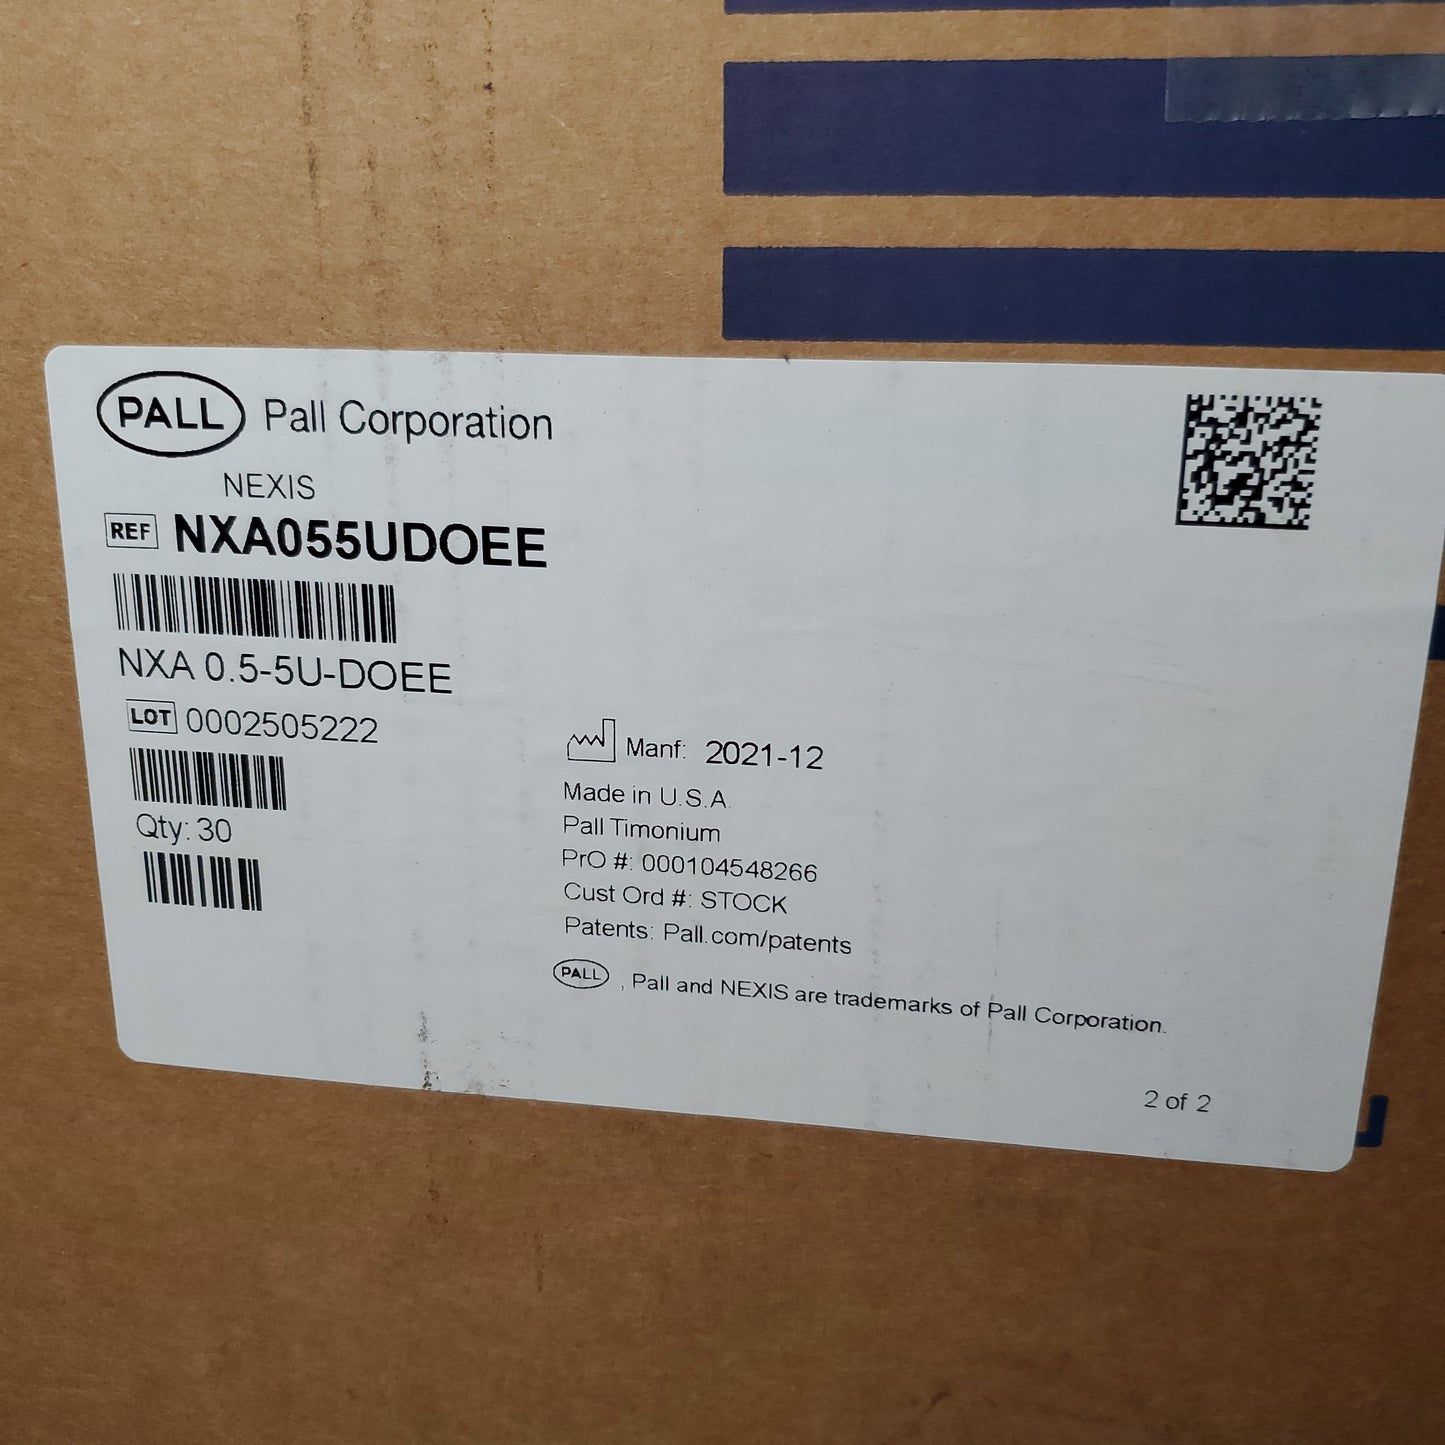 PALL Pall Corporation
NEXIS
REF NXA055UDOEE
NXA 0.5-5U-DOEE
LOT 0002505222
Qty: 30
Manf: 2021-12
Made in U.S.A.
Pall Timonium
PrO #: 000104548266
Cust Ord #: STOCK
Patents: Pall.com/patents
PALL , Pall and NEXIS are trademarks of Pall Corporation.
2 of 2